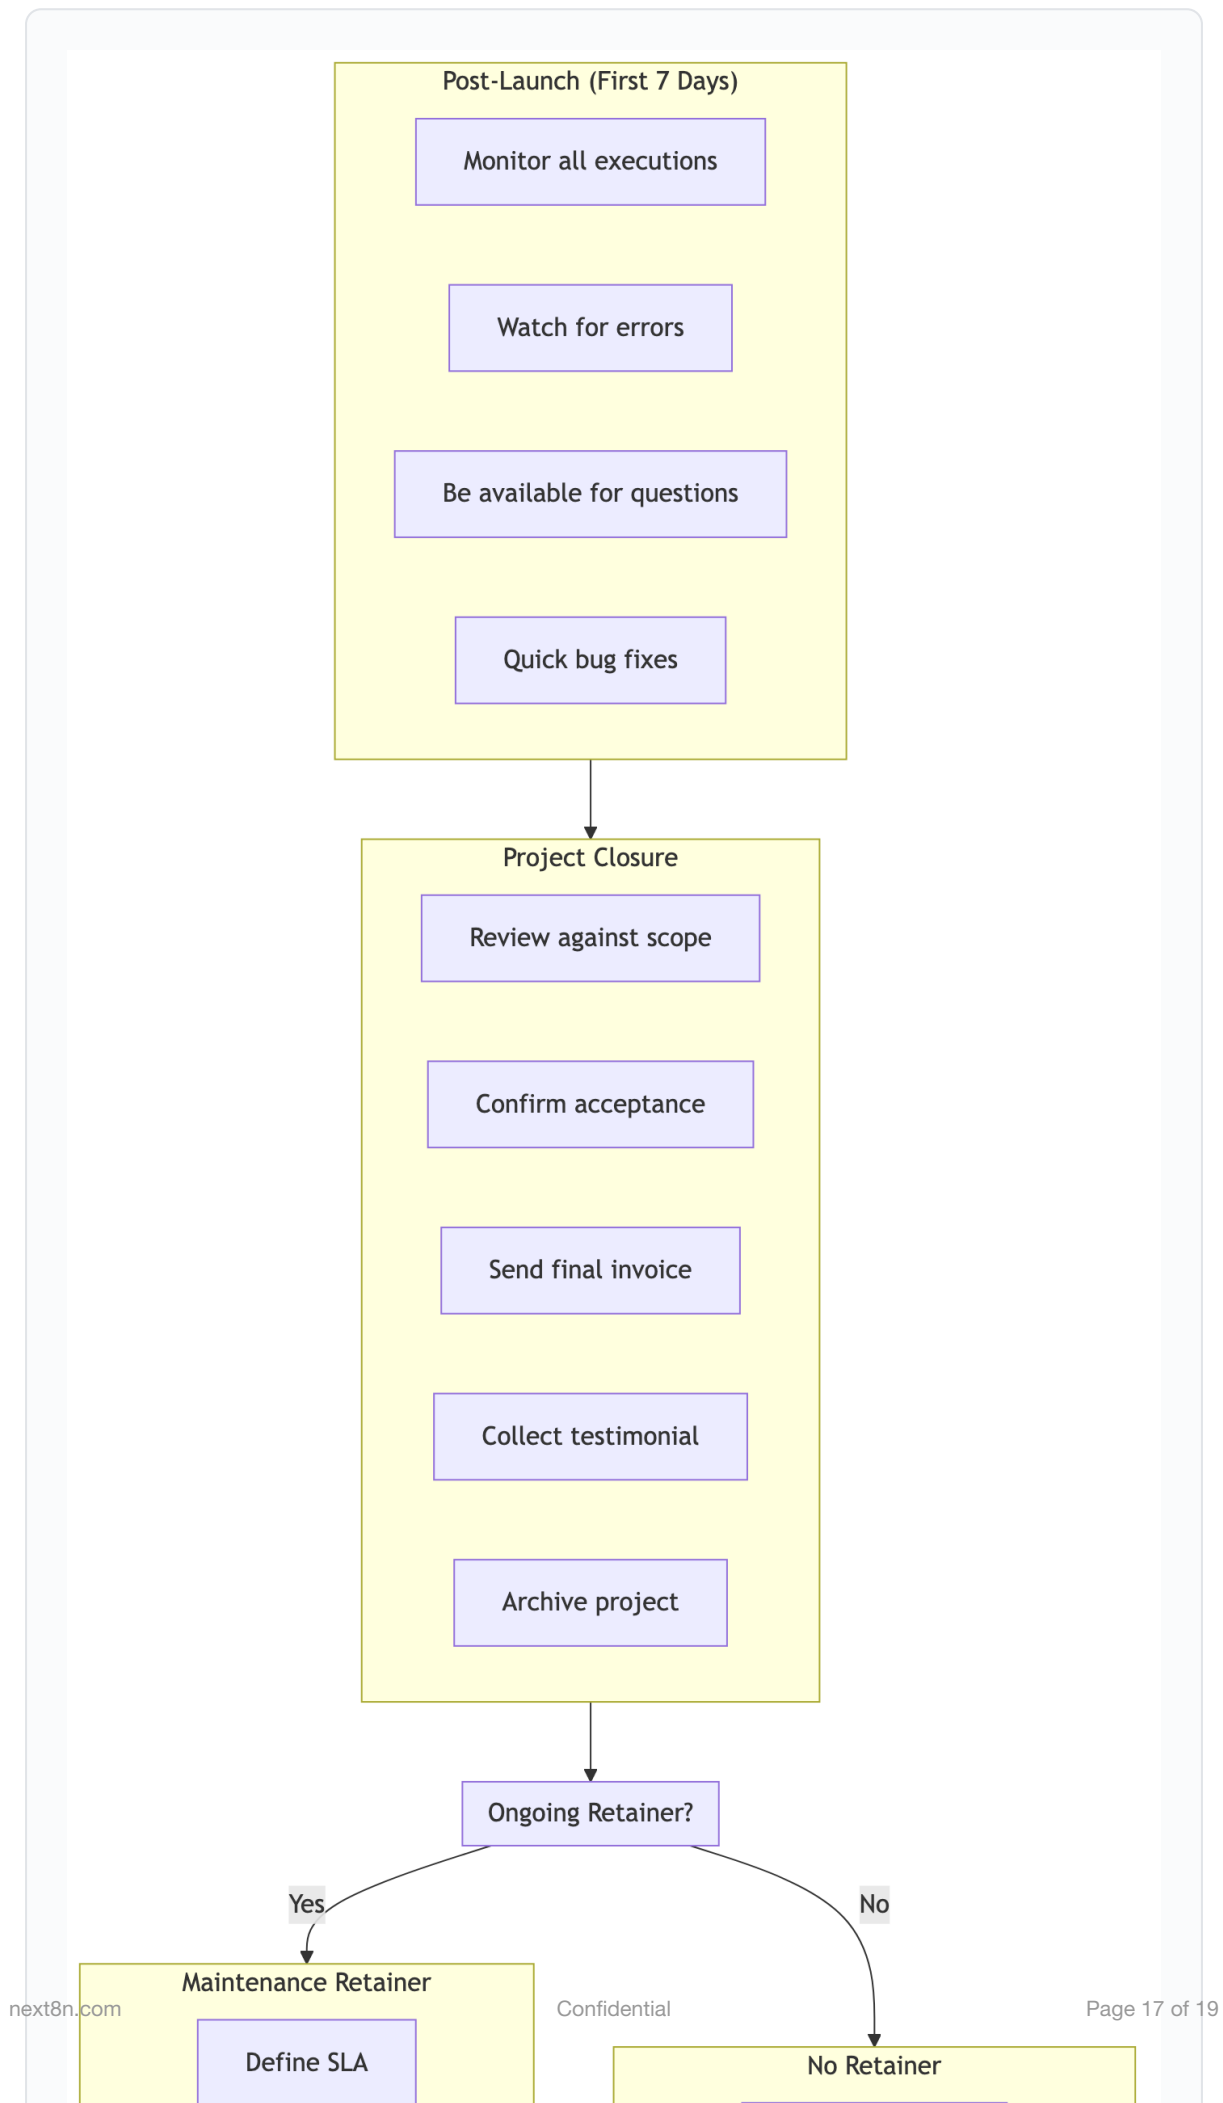 Post-Launch (First 7 Days)
Monitor all executions
Watch for errors
Be available for questions
Quick bug fixes
Project Closure
Review against scope
Confirm acceptance
Send final invoice
Collect testimonial
Archive project
Ongoing Retainer?
Yes
No
Maintenance Retainer
next8n.com
Confidential
Page 17 of 19
Define SLA
No Retainer